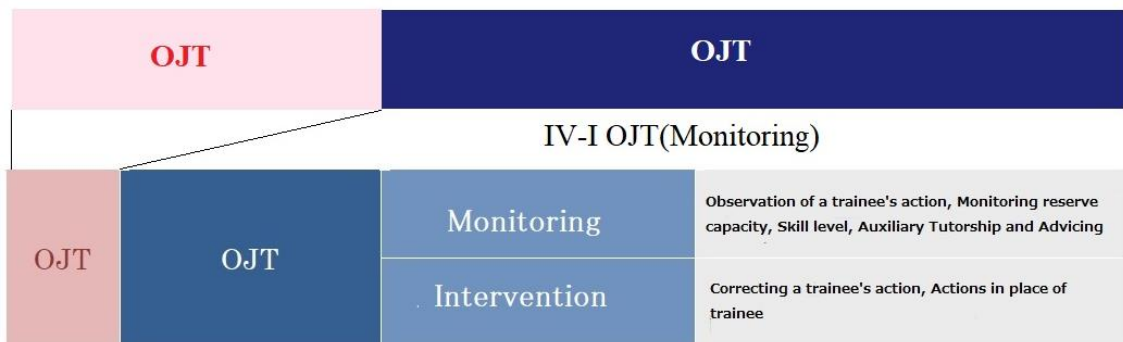 OJT
OJT
IV-I OJT(Monitoring)
OJT
OJT
Monitoring
Observation of a trainee's action, Monitoring reserve
capacity, Skill level, Auxiliary Tutorship and Advicing
Intervention
Correcting a trainee's action, Actions in place of
trainee